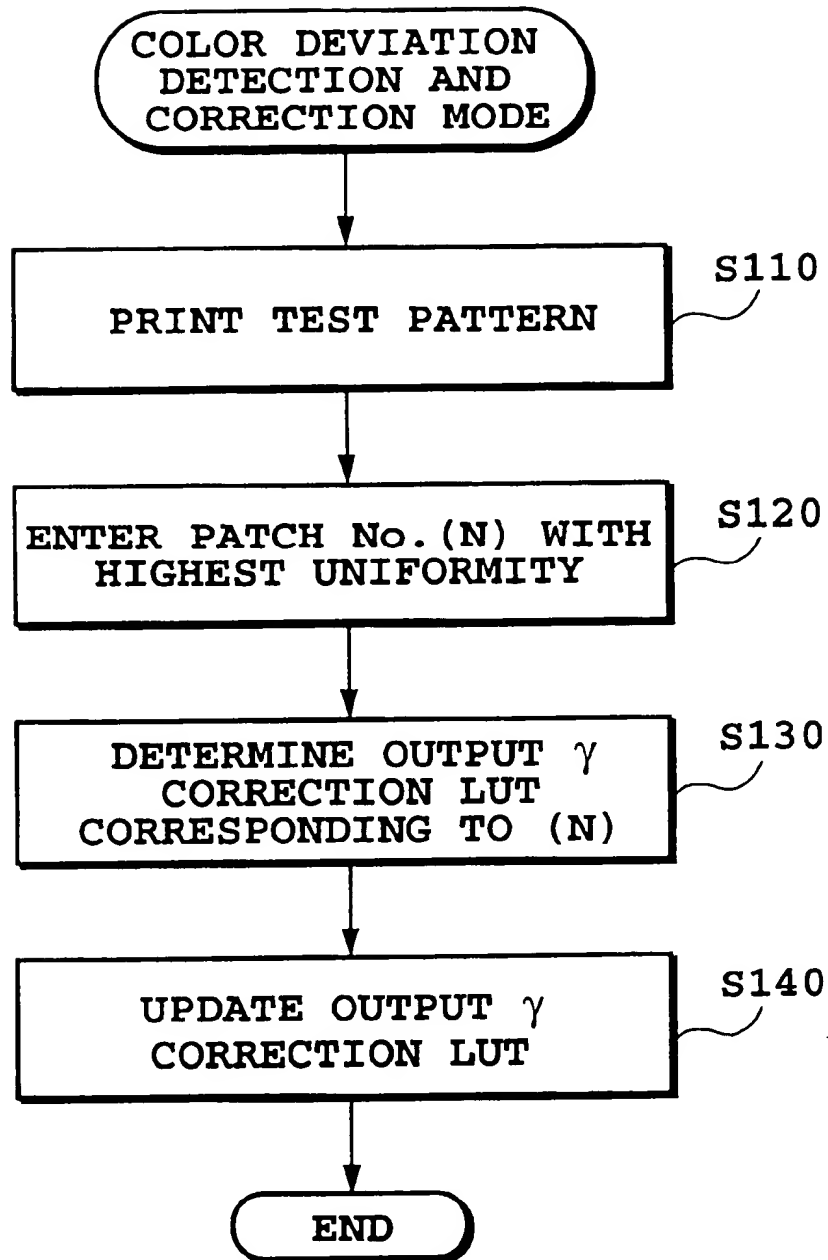 COLOR DEVIATION
DETECTION AND
CORRECTION MODE
S110
PRINT TEST PATTERN
S120
ENTER PATCH No.(N) WITH
HIGHEST UNIFORMITY
S130
DETERMINE OUTPUT γ
CORRECTION LUT
CORRESPONDING TO (N)
S140
UPDATE OUTPUT γ
CORRECTION LUT
END